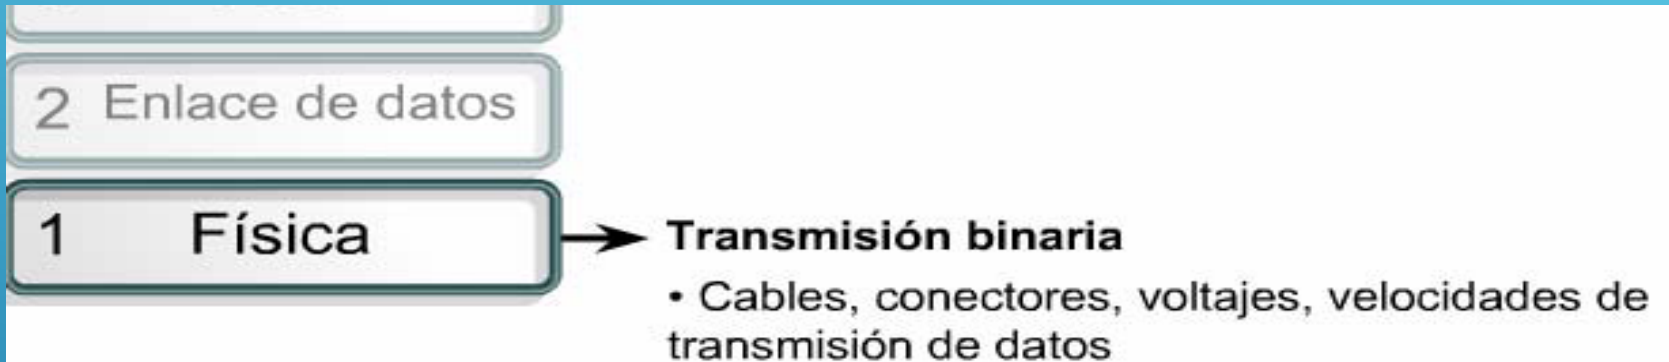 2 Enlace de datos
1 Física
Transmisión binaria
• Cables, conectores, voltajes, velocidades de
transmisión de datos